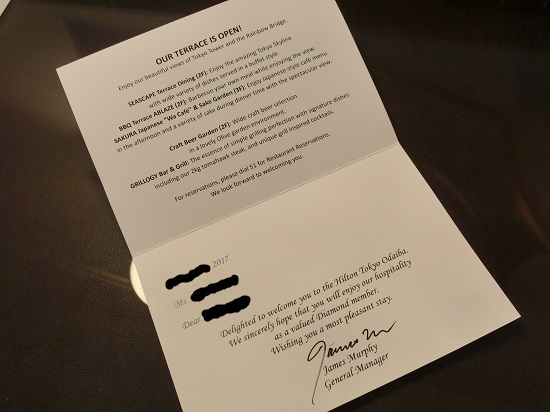 OUR TERRACE IS OPEN!
Enjoy our beautiful views of Tokyo Tower and the Rainbow Bridge.
SEASCAPE Terrace Dining (2F): Enjoy the amazing Tokyo Skyline
with wide variety of dishes served in a buffet style.
BBQ Terrace ABLAZE (2F): Barbecue your own meal while enjoying the view.
SAKURA Japanese "Wa Café" & Sake Garden (3F): Enjoy Japanese-style café menu
in the afternoon and a variety of sake during dinner time with the spectacular view.
Craft Beer Garden (2F): Wide craft beer selection
in a lovely Olive garden environment.
GRILLOGY Bar & Grill: The essence of simple grilling perfection with signature dishes
including our 2kg tomahawk steak, and unique grill inspired cocktails.
For reservations, please dial 51 for Restaurant Reservations.
We look forward to welcoming you.
2017
Mr.
Dear
Delighted to welcome you to the Hilton Tokyo Odaiba.
We sincerely hope that you will enjoy our hospitality
as a valued Diamond member.
Wishing you a most pleasant stay.
James M
James Murphy
General Manager